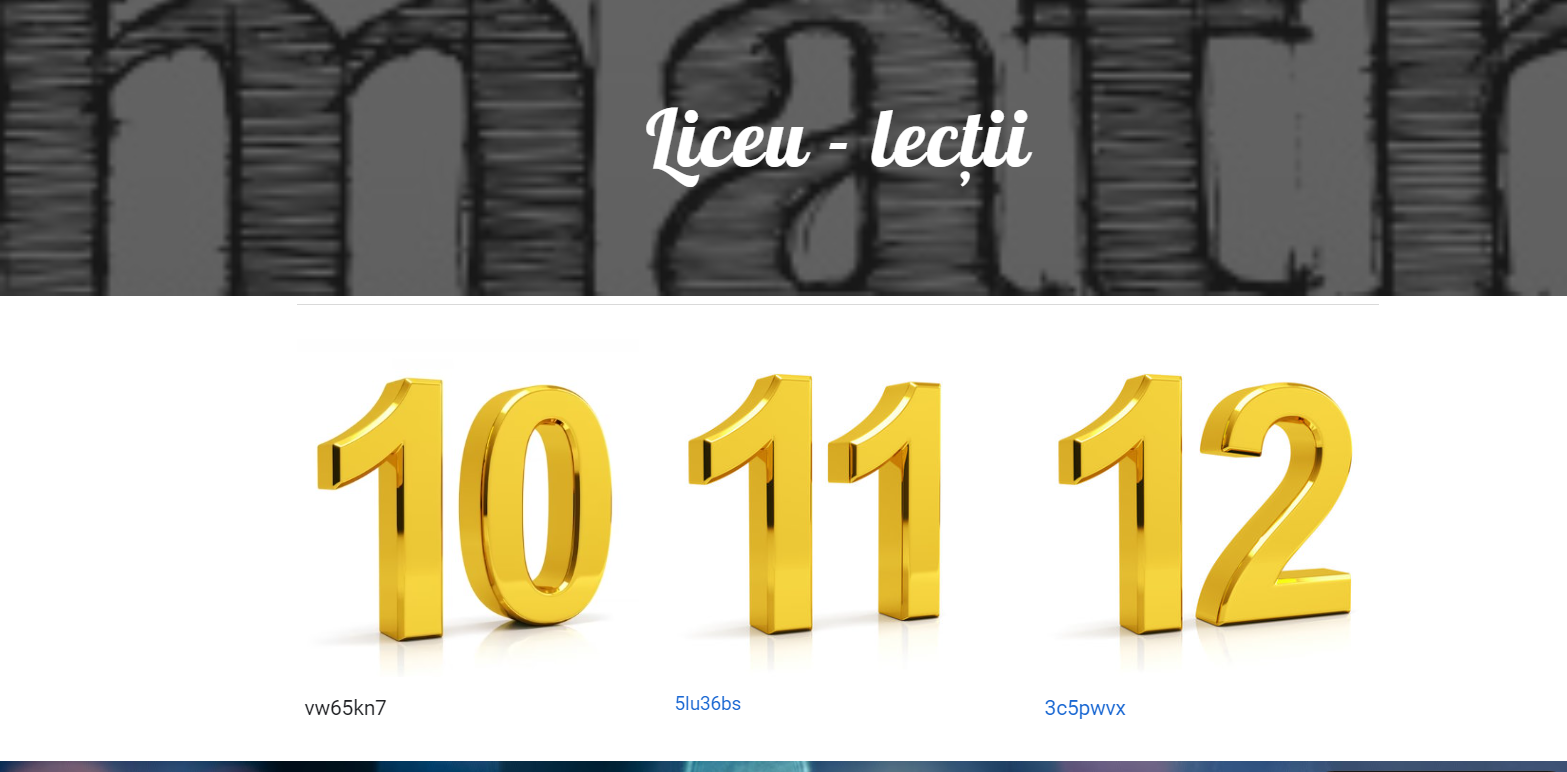 Liceu - lecții
10 11 12
vw65kn7 5lu36bs 3c5pwvx